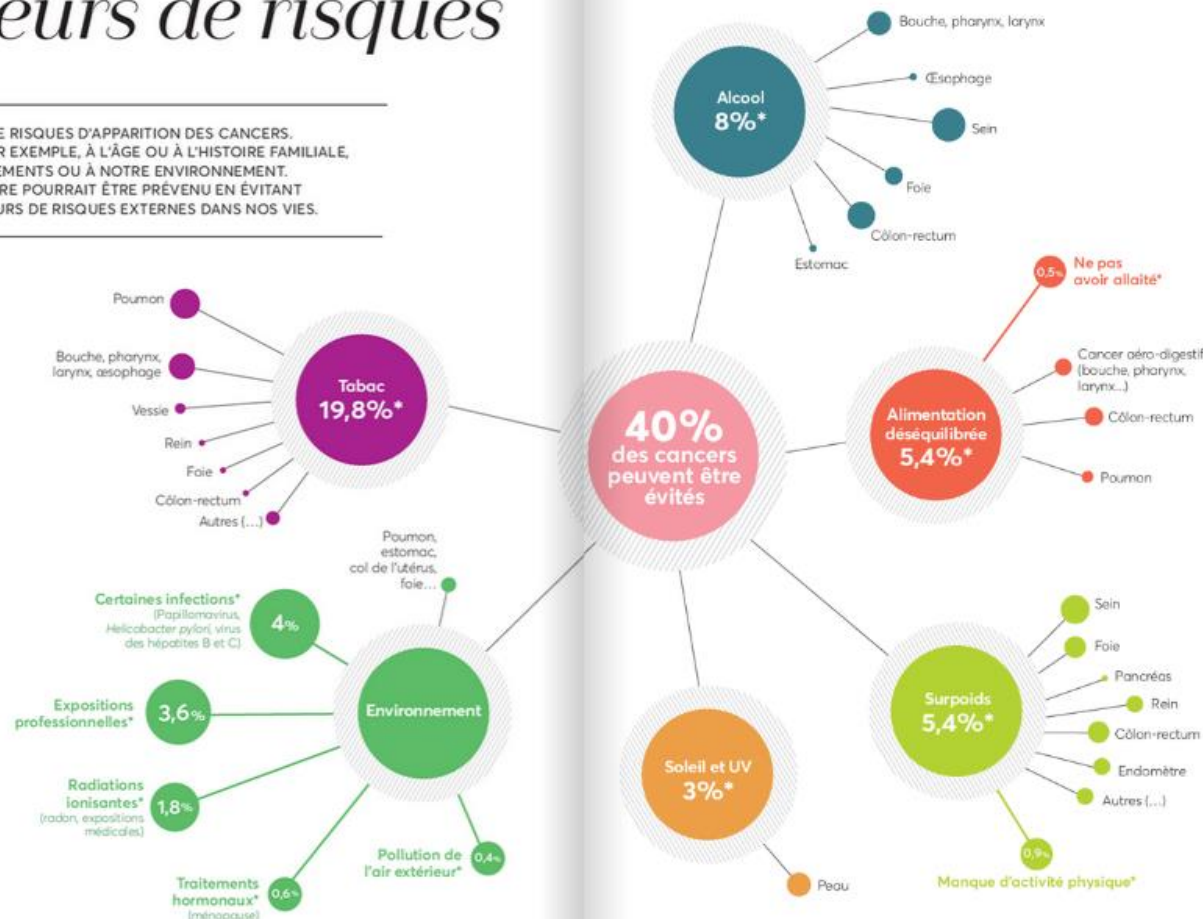 eurs de risques
E RISQUES D'APPARITION DES CANCERS.
R EXEMPLE, À L'ÂGE OU À L'HISTOIRE FAMILIALE,
EMENTS OU À NOTRE ENVIRONNEMENT.
RE POURRAIT ÊTRE PRÉVENU EN ÉVITANT
URS DE RISQUES EXTERNES DANS NOS VIES.
Alcool
8%*
Bouche, pharynx, larynx
Œsophage
Sein
Foie
Côlon-rectum
Estomac
Tabac
19,8%*
Poumon
Bouche, pharynx,
larynx, œsophage
Vessie
Rein
Foie
Côlon-rectum
Autres (...)
40%
des cancers
peuvent être
évités
Alimentation
déséquilibrée
5,4%*
0,5%
Ne pas
avoir allaité*
Cancer aéro-digestif
(bouche, pharynx,
larynx...)
Côlon-rectum
Poumon
Environnement
Poumon,
estomac,
col de l'utérus,
foie...
Certaines infections*
(Papillomavirus,
Helicobacter pylori, virus
des hépatites B et C)
4%
Expositions
professionnelles*
3,6%
Radiations
ionisantes*
(radon, expositions
médicales)
1,8%
Traitements
hormonaux*
(ménopause)
0,6%
Pollution de
l'air extérieur*
0,4%
Soleil et UV
3%*
Peau
Surpoids
5,4%*
Sein
Foie
Pancréas
Rein
Côlon-rectum
Endomètre
Autres (...)
0,9%
Manque d'activité physique*